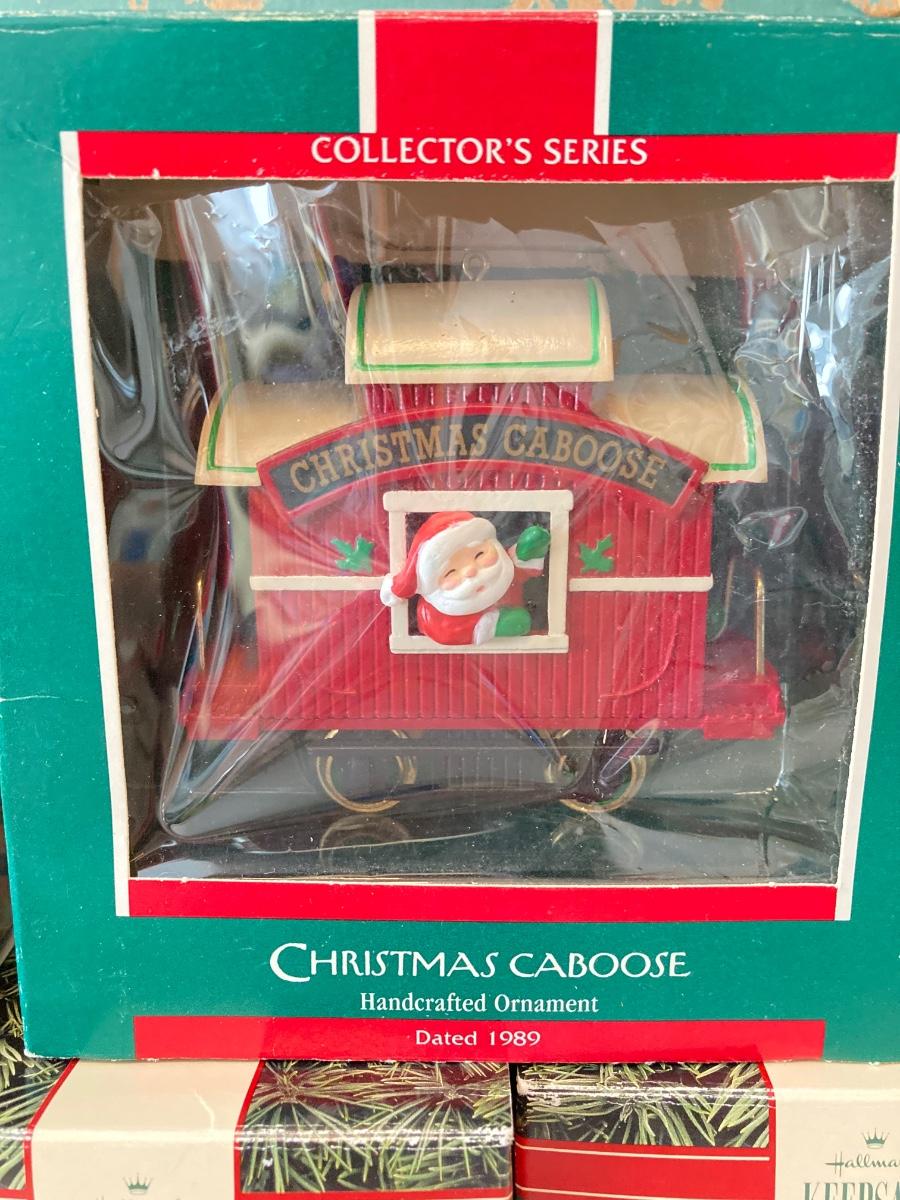 COLLECTOR'S SERIES
CHRISTMAS CABOOSE
CHRISTMAS CABOOSE
Handcrafted Ornament
Dated 1989